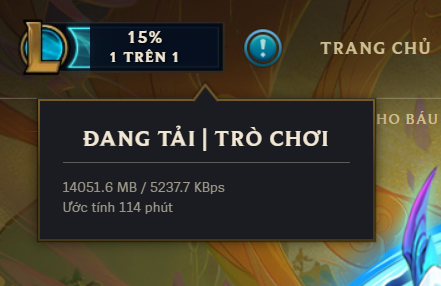 15%
1 TRÊN 1
!
TRANG CHỦ
HO BÁU
ĐANG TẢI | TRÒ CHƠI
14051.6 MB / 5237.7 KBps
Ước tính 114 phút